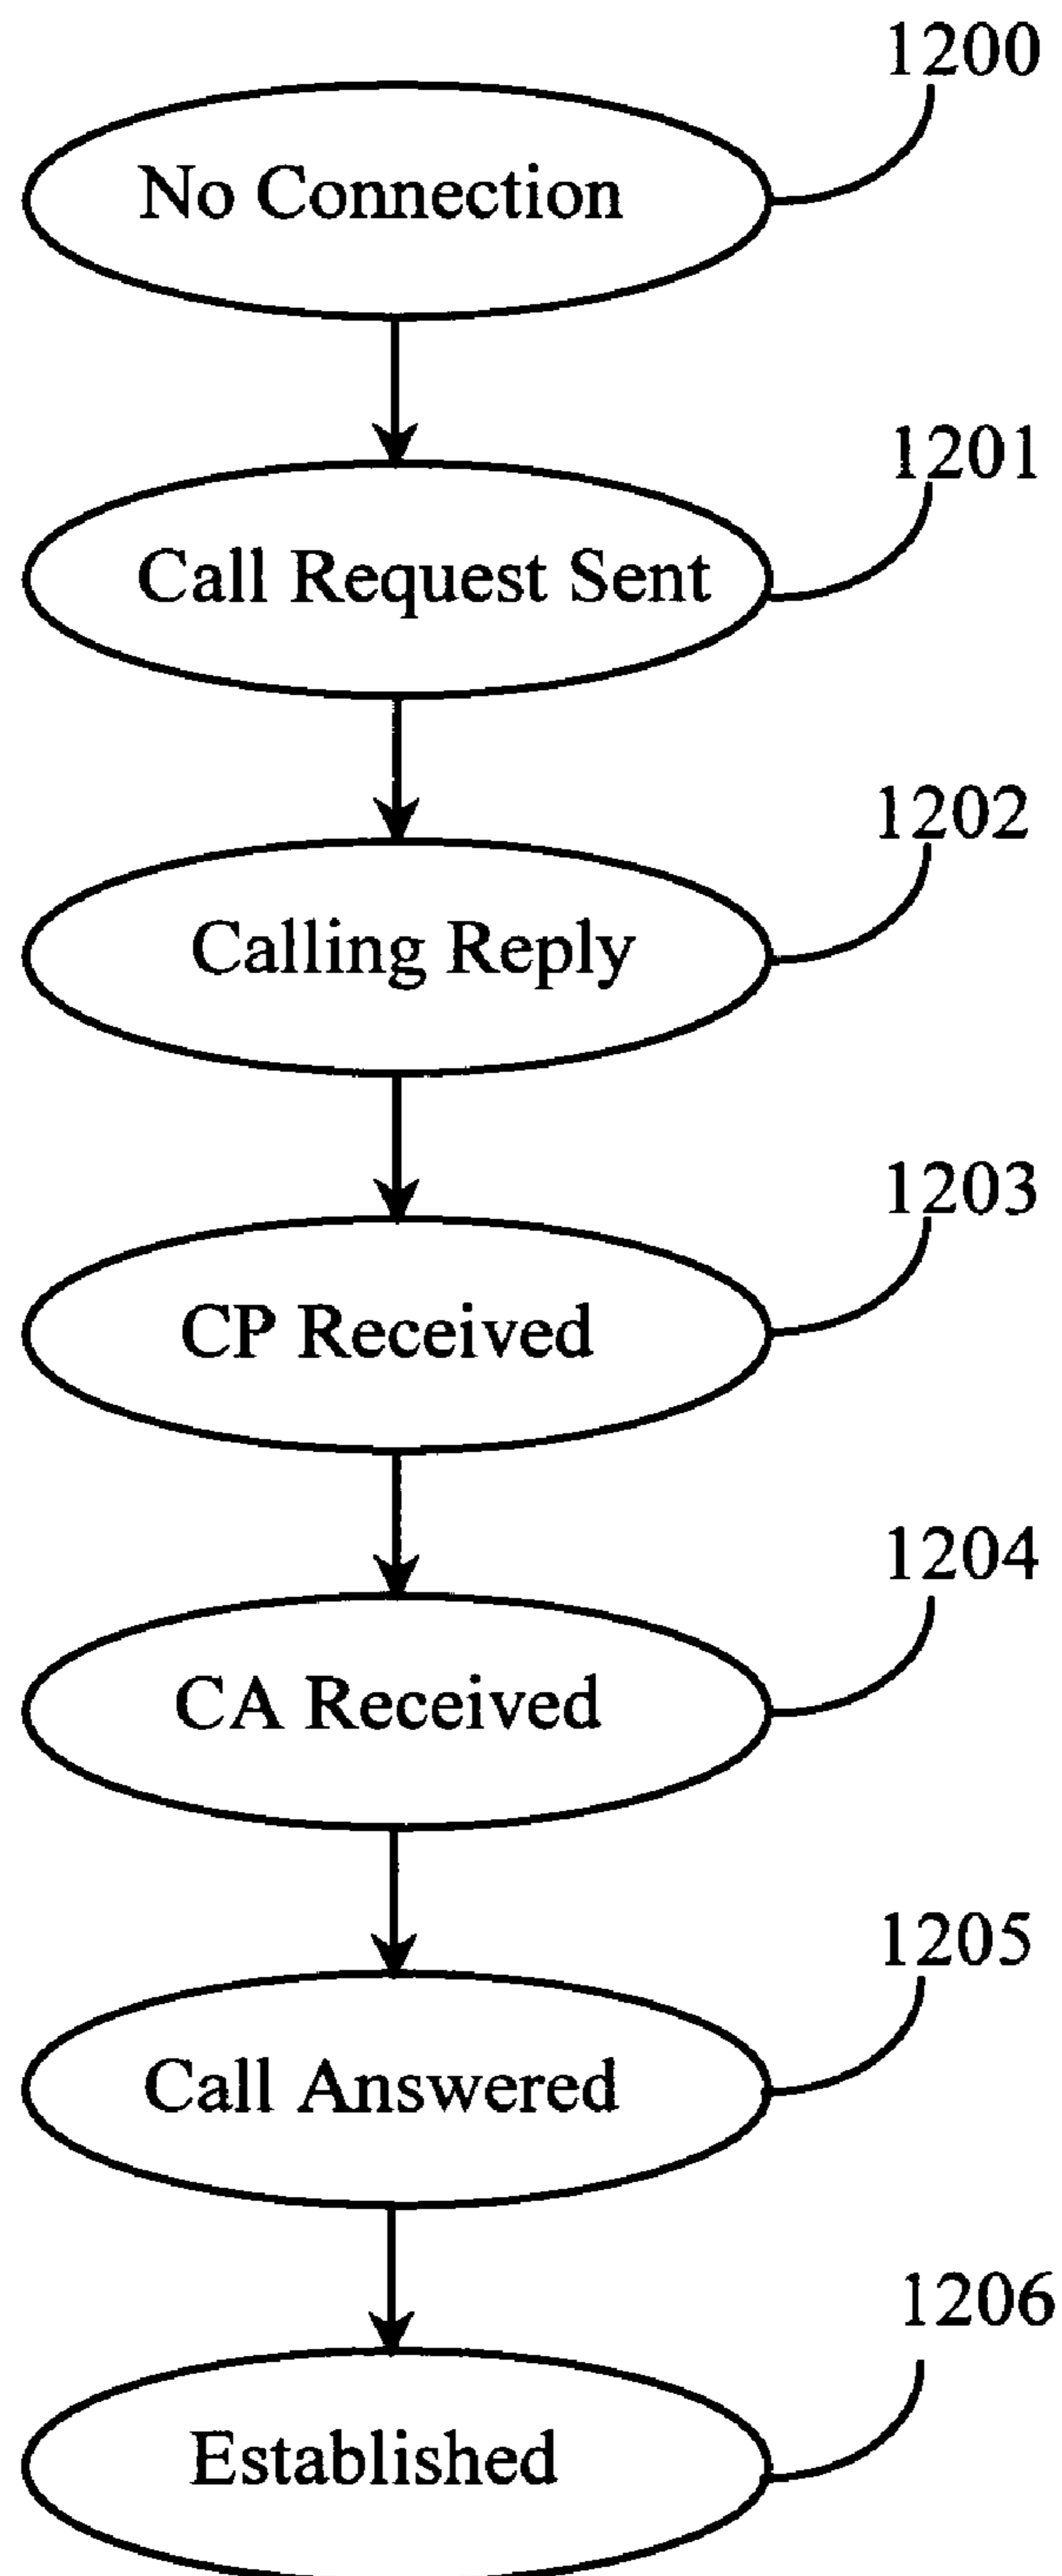 1200
No Connection
1201
Call Request Sent
1202
Calling Reply
1203
CP Received
1204
CA Received
1205
Call Answered
1206
Established